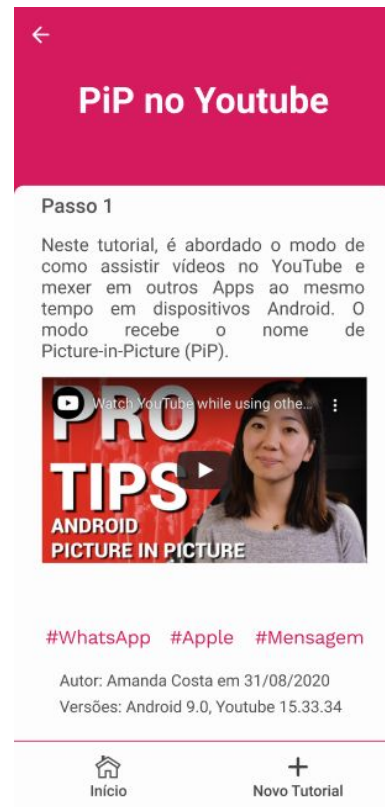 PiP no Youtube
Passo 1
Neste tutorial, é abordado o modo de
como assistir vídeos no YouTube e
mexer em outros Apps ao mesmo
tempo em dispositivos Android. O
modo recebe o nome de
Picture-in-Picture (PiP).
Watch YouTube while using othe...
PRO
TIPS
ANDROID
PICTURE IN PICTURE
#WhatsApp #Apple #Mensagem
Autor: Amanda Costa em 31/08/2020
Versões: Android 9.0, Youtube 15.33.34
Início Novo Tutorial